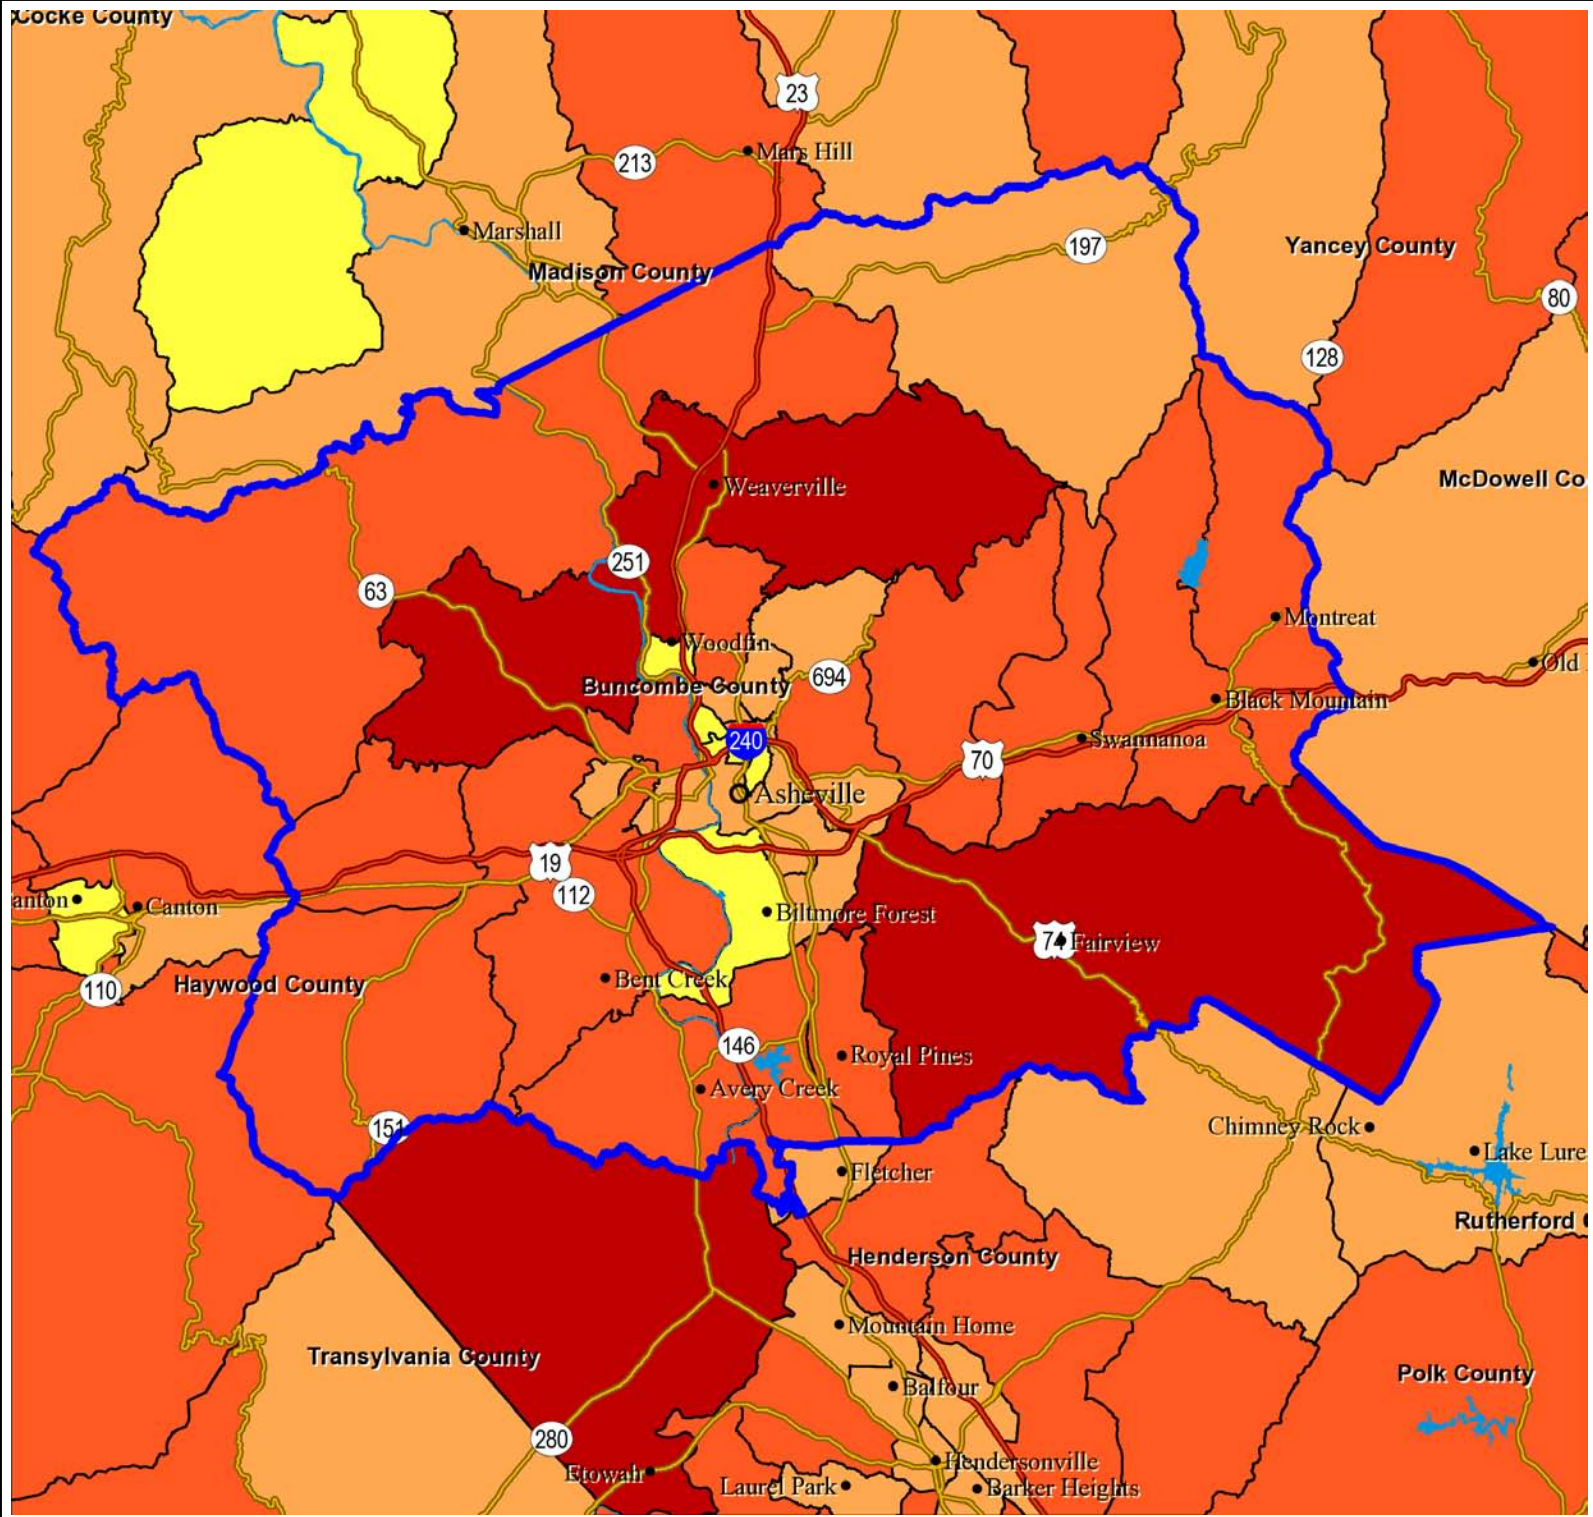 Cocke County
23
213
Mars Hill
Marshall
Madison County
197
Yancey County
80
128
McDowell Co
Weaverville
251
63
Montreat
Woodfin
Old
694
Buncombe County
Black Mountain
240
Swannanoa
70
Asheville
19
112
anton
Canton
Biltmore Forest
74
Fairview
Bent Creek
Haywood County
110
146
Royal Pines
Avery Creek
151
Chimney Rock
Lake Lure
Fletcher
Rutherford
Henderson County
Mountain Home
Transylvania County
Polk County
Balfour
280
Hendersonville
Etowah
Laurel Park
Barker Heights